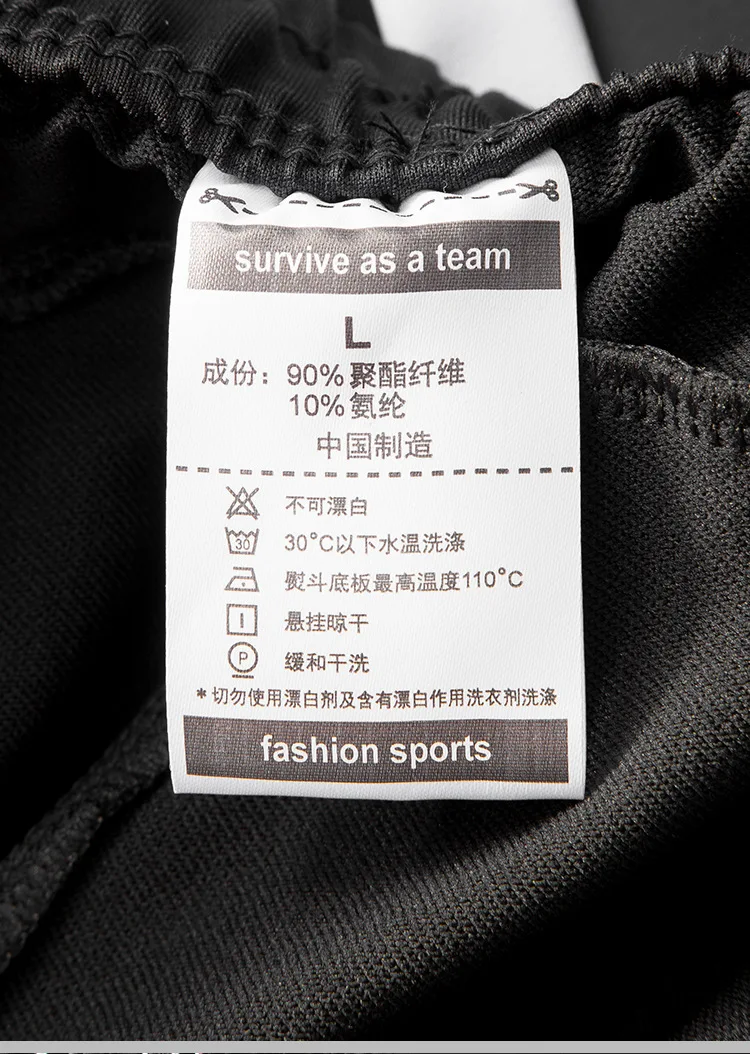 survive as a team
L
成份：90%聚酯纤维
10%氨纶
中国制造
不可漂白
30
30°C以下水温洗涤
熨斗底板最高温度110°C
悬挂晾干
P
缓和干洗
*切勿使用漂白剂及含有漂白作用洗衣剂洗涤
fashion sports